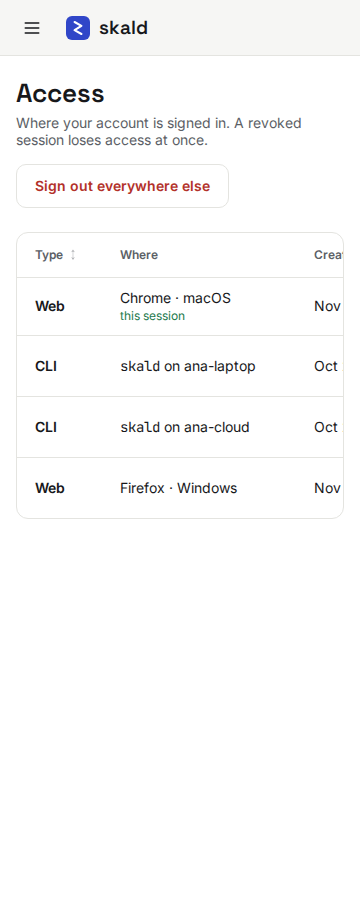 skald
Access
Where your account is signed in. A revoked
session loses access at once.
Sign out everywhere else
Type Where
Web Chrome · macOS Nov
this session
CLI skald on ana-laptop Oct
CLI skald on ana-cloud Oct
Web Firefox · Windows Nov